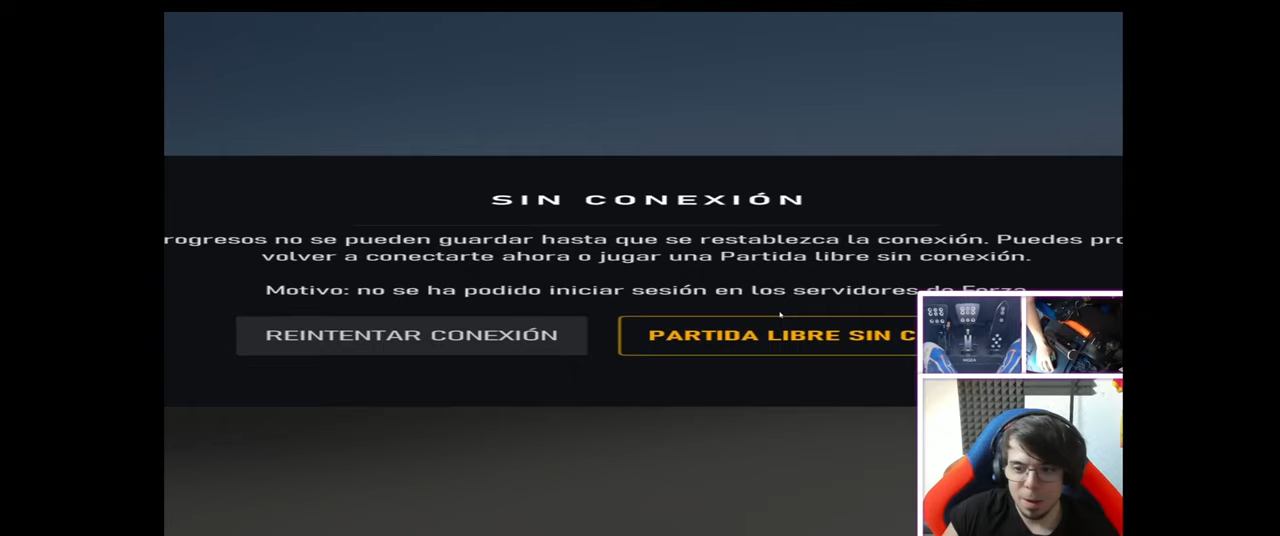 SIN CONEXIÓN
rogresos no se pueden guardar hasta que se restablezca la conexión. Puedes pro
volver a conectarte ahora o jugar una Partida libre sin conexión.
Motivo: no se ha podido iniciar sesión en los servidores de Forza
REINTENTAR CONEXIÓN
PARTIDA LIBRE SIN C